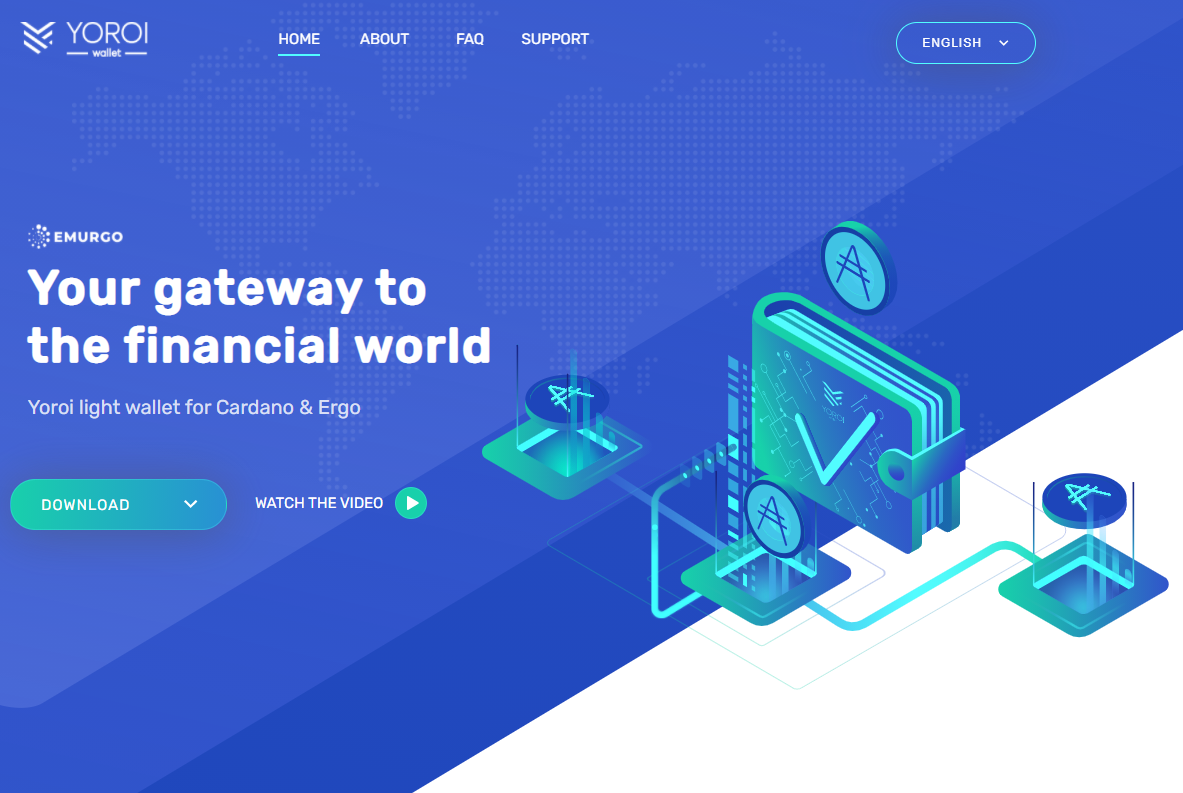 YOROI
wallet
HOME
ABOUT
FAQ
SUPPORT
ENGLISH
EMURGO
Your gateway to
the financial world
Yoroi light wallet for Cardano & Ergo
DOWNLOAD
WATCH THE VIDEO
YOROI